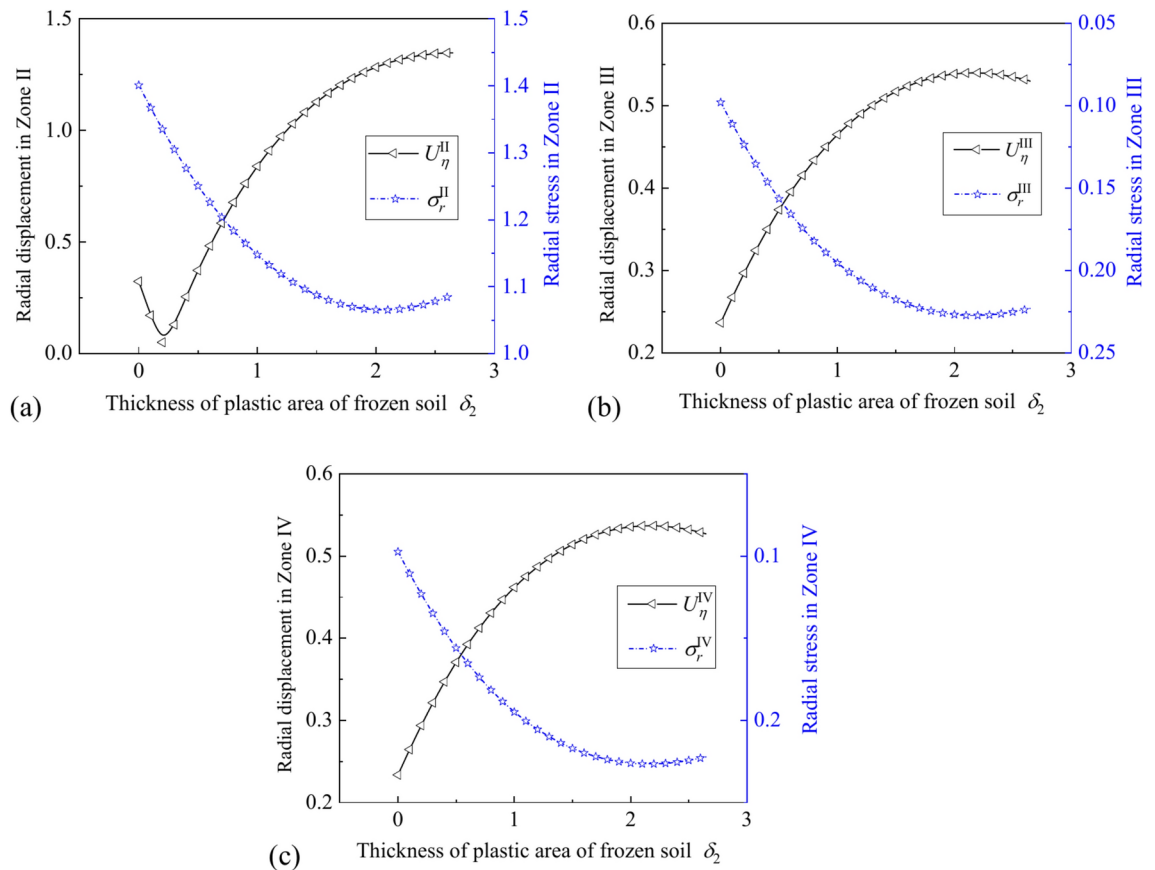 1.5
1.0
0.5
0.0
Radial displacement in Zone II
0
1
2
3
Thickness of plastic area of frozen soil δ₂
1.5
1.4
1.3
1.2
1.1
1.0
Radial stress in Zone II
U_η^II
σ_r^II
(a)
0.6
0.5
0.4
0.3
0.2
Radial displacement in Zone III
0
1
2
3
Thickness of plastic area of frozen soil δ₂
0.05
0.10
0.15
0.20
0.25
Radial stress in Zone III
U_η^III
σ_r^III
(b)
0.6
0.5
0.4
0.3
0.2
Radial displacement in Zone IV
0
1
2
3
Thickness of plastic area of frozen soil δ₂
0.1
0.2
Radial stress in Zone IV
U_η^IV
σ_r^IV
(c)